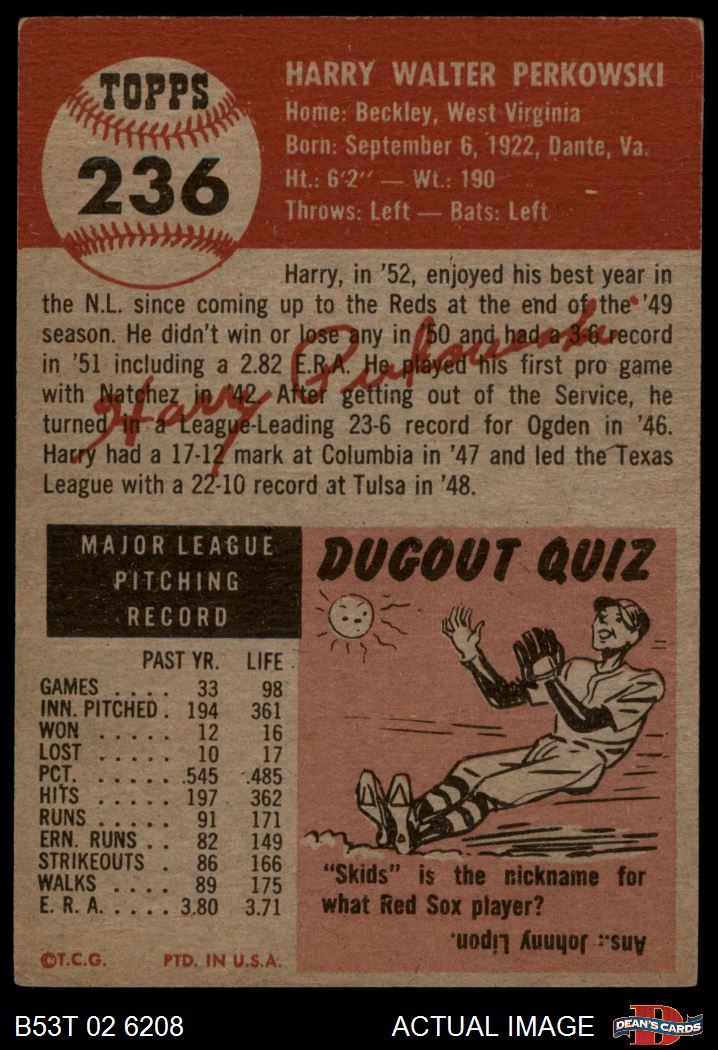 TOPPS
236
HARRY WALTER PERKOWSKI
Home: Beckley, West Virginia
Born: September 6, 1922, Dante, Va.
Ht.: 6'2" — Wt.: 190
Throws: Left — Bats: Left
Harry, in '52, enjoyed his best year in
the N.L. since coming up to the Reds at the end of the '49
season. He didn't win or lose any in '50 and had a 3-6 record
in '51 including a 2.82 E.R.A. He played his first pro game
with Natchez in '42. After getting out of the Service, he
turned in a League-Leading 23-6 record for Ogden in '46.
Harry had a 17-12 mark at Columbia in '47 and led the Texas
League with a 22-10 record at Tulsa in '48.
Harry Perkowski
MAJOR LEAGUE
PITCHING
RECORD
PAST YR. LIFE
GAMES .... 33 98
INN. PITCHED . 194 361
WON ..... 12 16
LOST ..... 10 17
PCT. ..... .545 .485
HITS ..... 197 362
RUNS ..... 91 171
ERN. RUNS .. 82 149
STRIKEOUTS . 86 166
WALKS .... 89 175
E. R. A. .... 3.80 3.71
©T.C.G. PTD. IN U.S.A.
DUGOUT QUIZ
"Skids" is the nickname for
what Red Sox player?
Ans.: Johnny Lipon.
B53T 02 6208 ACTUAL IMAGE
D
DEAN'S CARDS